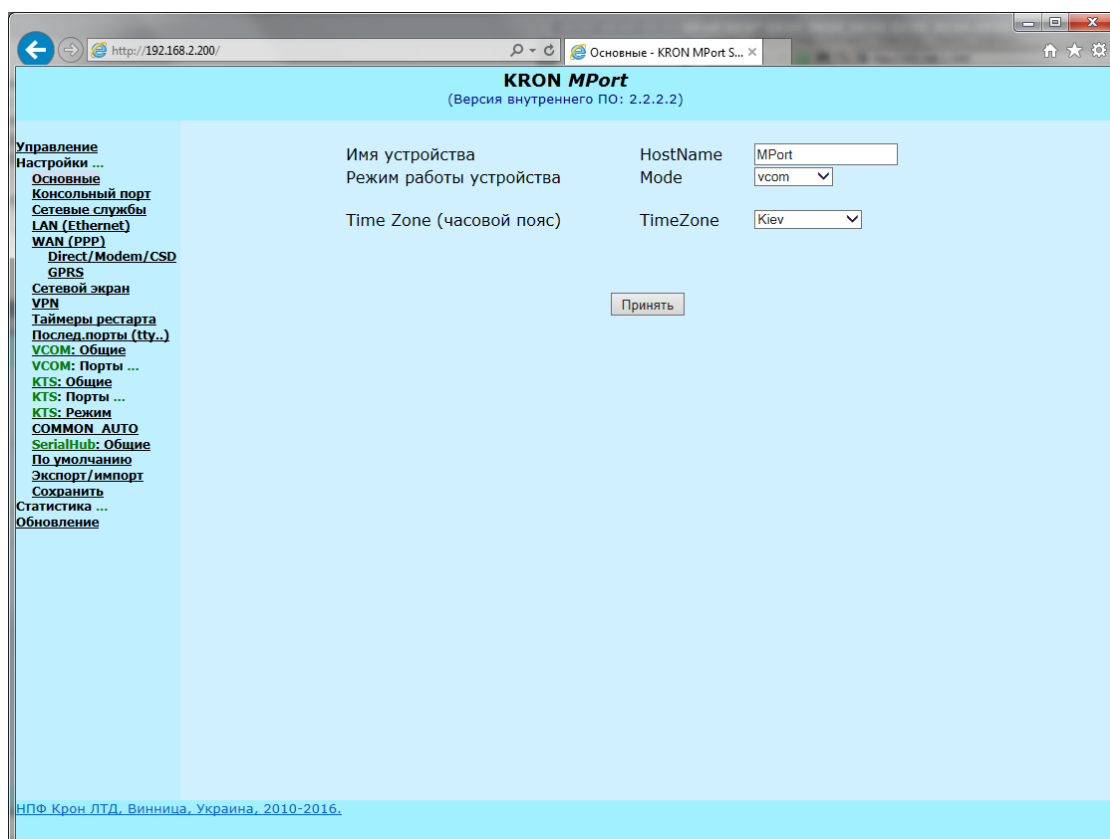 http://192.168.2.200/
Основные - KRON MPort S...
KRON MPort
(Версия внутреннего ПО: 2.2.2.2)
Управление
Настройки ...
Основные
Консольный порт
Сетевые службы
LAN (Ethernet)
WAN (PPP)
Direct/Modem/CSD
GPRS
Сетевой экран
VPN
Таймеры рестарта
Послед.порты (tty..)
VCOM: Общие
VCOM: Порты ...
KTS: Общие
KTS: Порты ...
KTS: Режим
COMMON_AUTO
SerialHub: Общие
По умолчанию
Экспорт/импорт
Сохранить
Статистика ...
Обновление
Имя устройства HostName MPort
Режим работы устройства Mode vcom
Time Zone (часовой пояс) TimeZone Kiev
Принять
НПФ Крон ЛТД, Винница, Украина, 2010-2016.